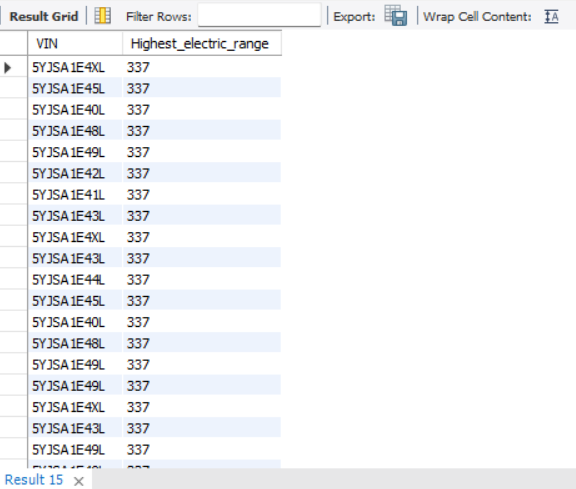 Result Grid Filter Rows: Export: Wrap Cell Content: IA
VIN Highest_electric_range
5YJSA1E4XL 337
5YJSA1E45L 337
5YJSA1E40L 337
5YJSA1E48L 337
5YJSA1E49L 337
5YJSA1E42L 337
5YJSA1E41L 337
5YJSA1E43L 337
5YJSA1E4XL 337
5YJSA1E43L 337
5YJSA1E44L 337
5YJSA1E45L 337
5YJSA1E40L 337
5YJSA1E48L 337
5YJSA1E49L 337
5YJSA1E49L 337
5YJSA1E4XL 337
5YJSA1E43L 337
5YJSA1E49L 337
Result 15